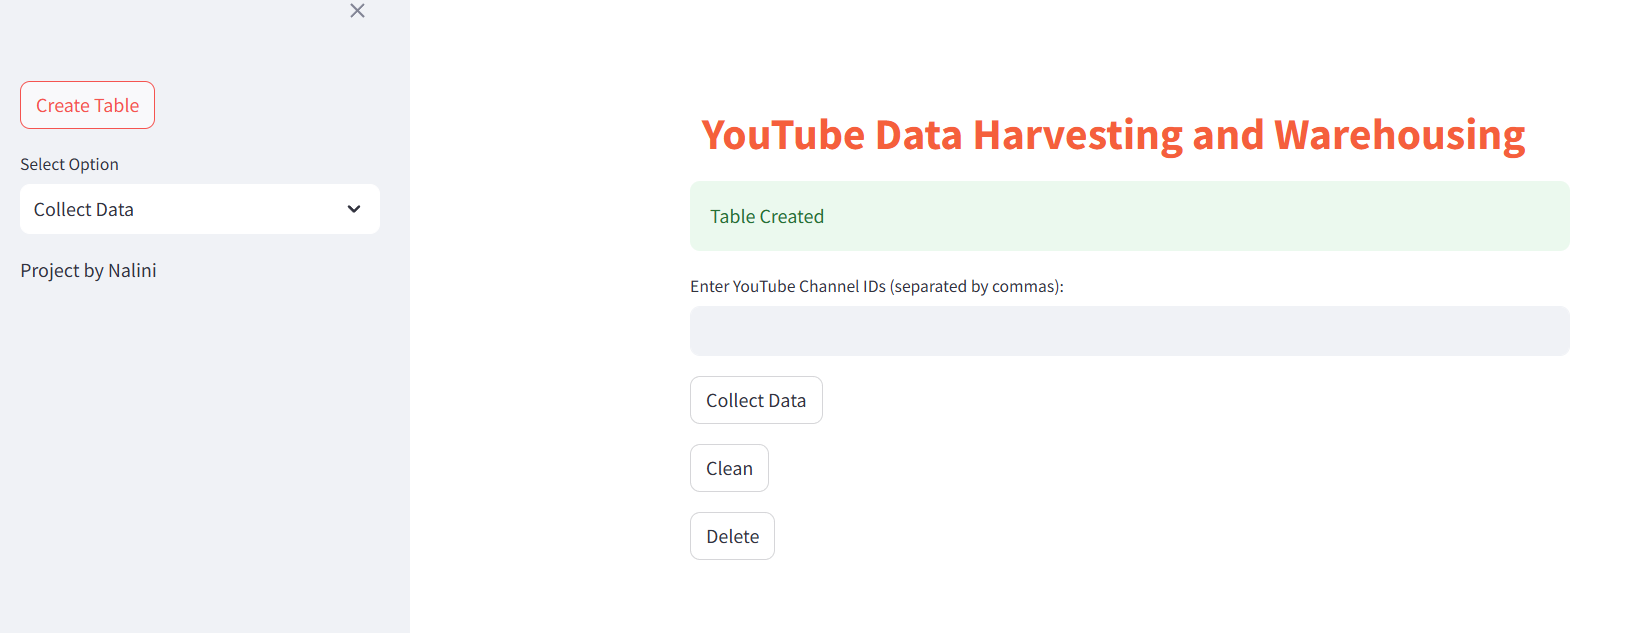 Create Table
Select Option
Collect Data
Project by Nalini
YouTube Data Harvesting and Warehousing
Table Created
Enter YouTube Channel IDs (separated by commas):
Collect Data
Clean
Delete